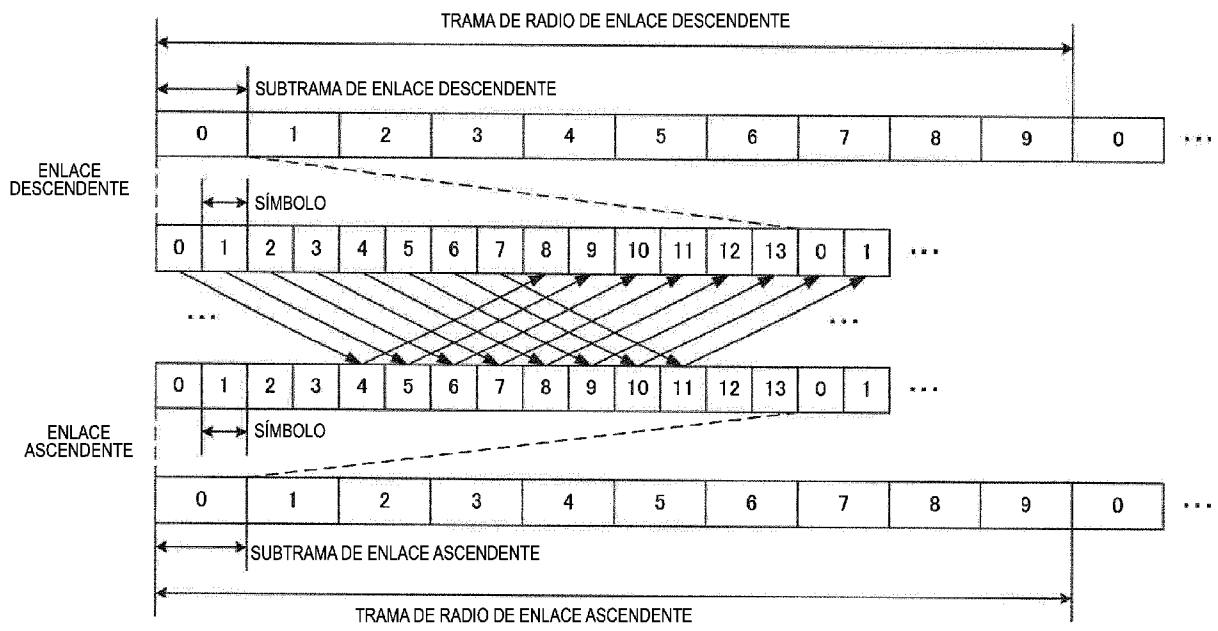 TRAMA DE RADIO DE ENLACE DESCENDENTE
SUBTRAMA DE ENLACE DESCENDENTE
0 1 2 3 4 5 6 7 8 9 0 ...
ENLACE
DESCENDENTE
SÍMBOLO
0 1 2 3 4 5 6 7 8 9 10 11 12 13 0 1 ...
... ...
0 1 2 3 4 5 6 7 8 9 10 11 12 13 0 1 ...
ENLACE
ASCENDENTE
SÍMBOLO
0 1 2 3 4 5 6 7 8 9 0 ...
SUBTRAMA DE ENLACE ASCENDENTE
TRAMA DE RADIO DE ENLACE ASCENDENTE